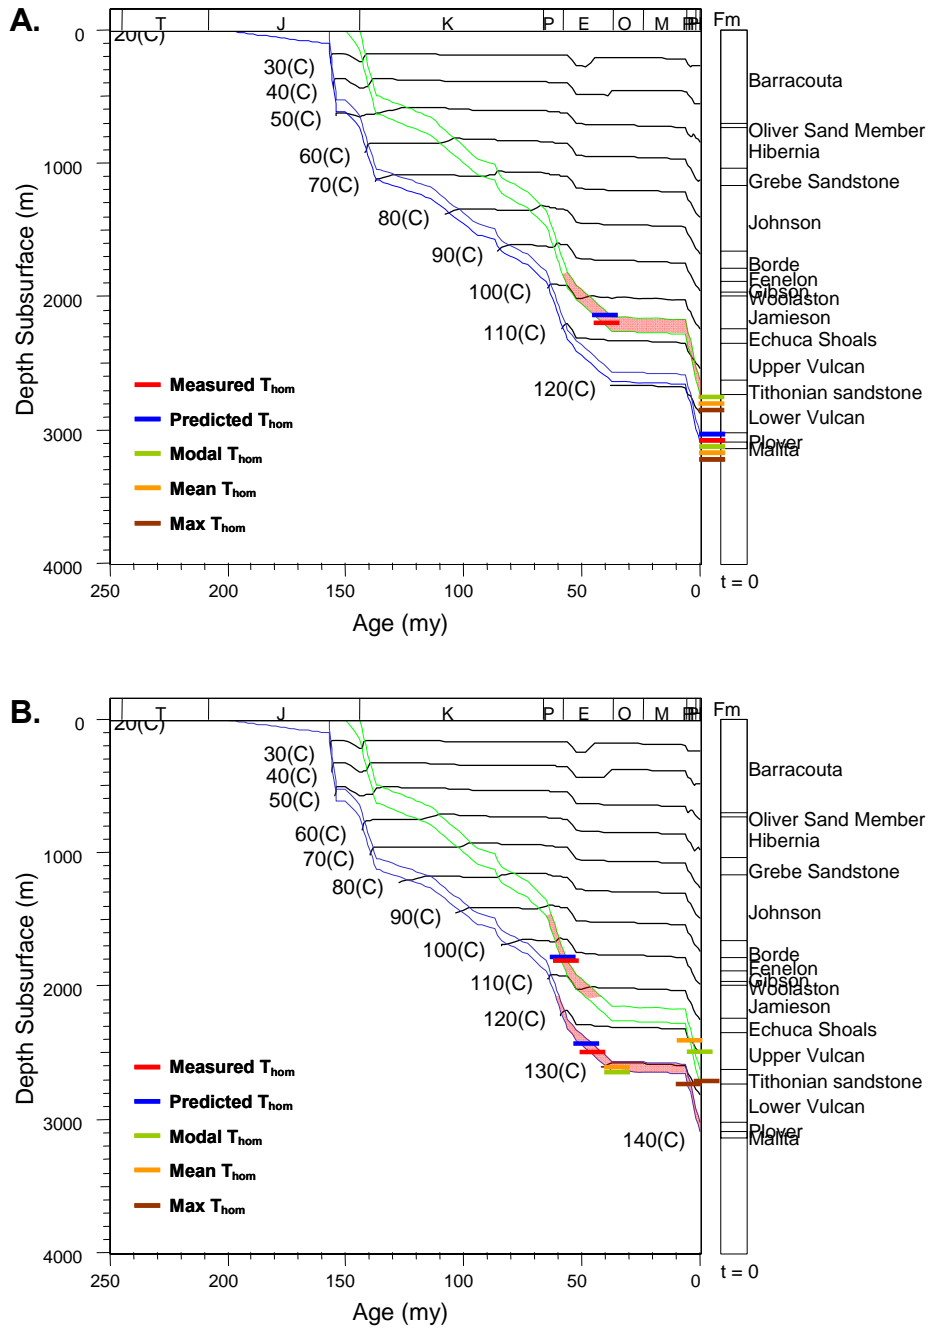 A.
T J K P E O M P P H Fm
0
20(C)
30(C)
40(C)
50(C)
60(C)
70(C)
80(C)
90(C)
100(C)
110(C)
120(C)
1000
2000
3000
4000
Depth Subsurface (m)
Measured Thom
Predicted Thom
Modal Thom
Mean Thom
Max Thom
Barracouta
Oliver Sand Member
Hibernia
Grebe Sandstone
Johnson
Borde
Fenelon
Gibson
Woolaston
Jamieson
Echuca Shoals
Upper Vulcan
Tithonian sandstone
Lower Vulcan
Plover
Malita
250 200 150 100 50 0
t = 0
Age (my)
B.
T J K P E O M Fm
0
20(C)
30(C)
40(C)
50(C)
60(C)
70(C)
80(C)
90(C)
100(C)
110(C)
120(C)
130(C)
140(C)
1000
2000
3000
4000
Depth Subsurface (m)
Measured Thom
Predicted Thom
Modal Thom
Mean Thom
Max Thom
Barracouta
Oliver Sand Member
Hibernia
Grebe Sandstone
Johnson
Borde
Fenelon
Gibson
Woolaston
Jamieson
Echuca Shoals
Upper Vulcan
Tithonian sandstone
Lower Vulcan
Plover
Malita
250 200 150 100 50 0
t = 0
Age (my)